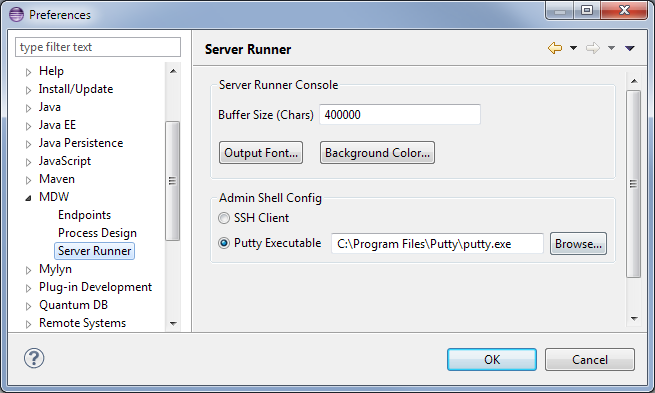 Preferences
type filter text
Help
Install/Update
Java
Java EE
Java Persistence
JavaScript
Maven
MDW
Endpoints
Process Design
Server Runner
Mylyn
Plug-in Development
Quantum DB
Remote Systems
Server Runner
Server Runner Console
Buffer Size (Chars) 400000
Output Font... Background Color...
Admin Shell Config
SSH Client
Putty Executable C:\Program Files\Putty\putty.exe Browse...
? OK Cancel